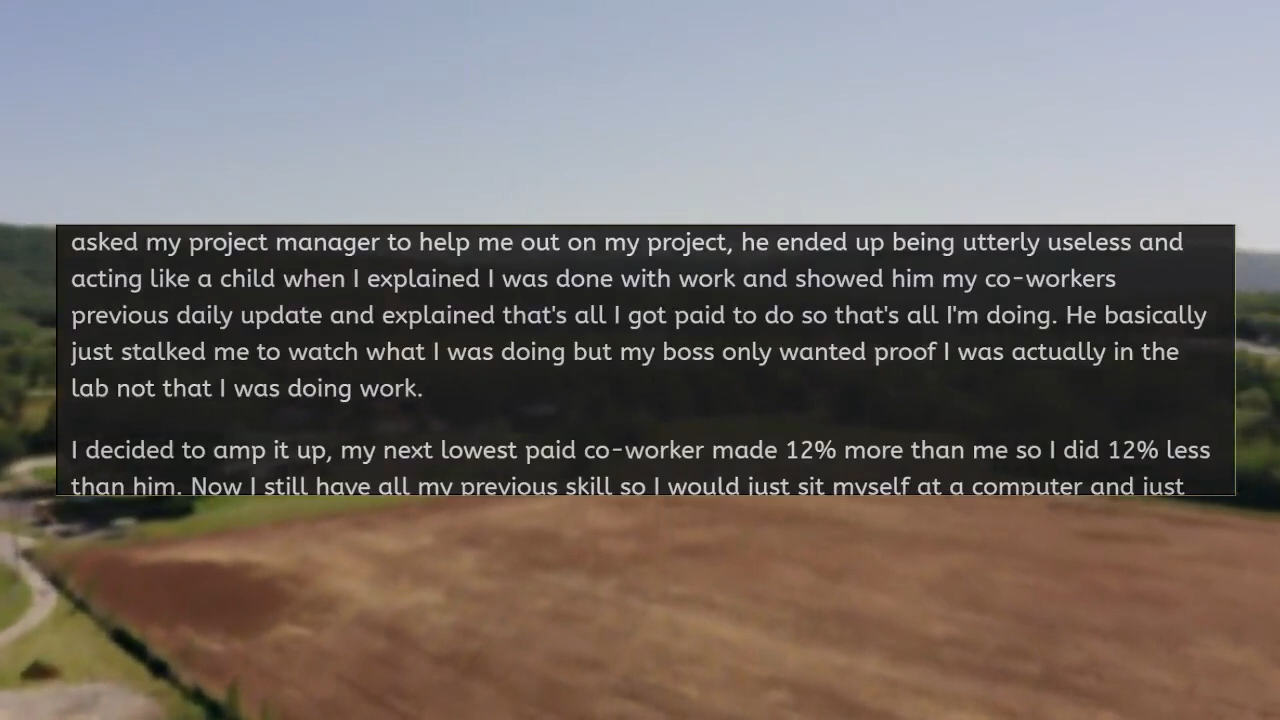 asked my project manager to help me out on my project, he ended up being utterly useless and
acting like a child when I explained I was done with work and showed him my co-workers
previous daily update and explained that's all I got paid to do so that's all I'm doing. He basically
just stalked me to watch what I was doing but my boss only wanted proof I was actually in the
lab not that I was doing work.
I decided to amp it up, my next lowest paid co-worker made 12% more than me so I did 12% less
than him. Now I still have all my previous skill so I would just sit myself at a computer and just